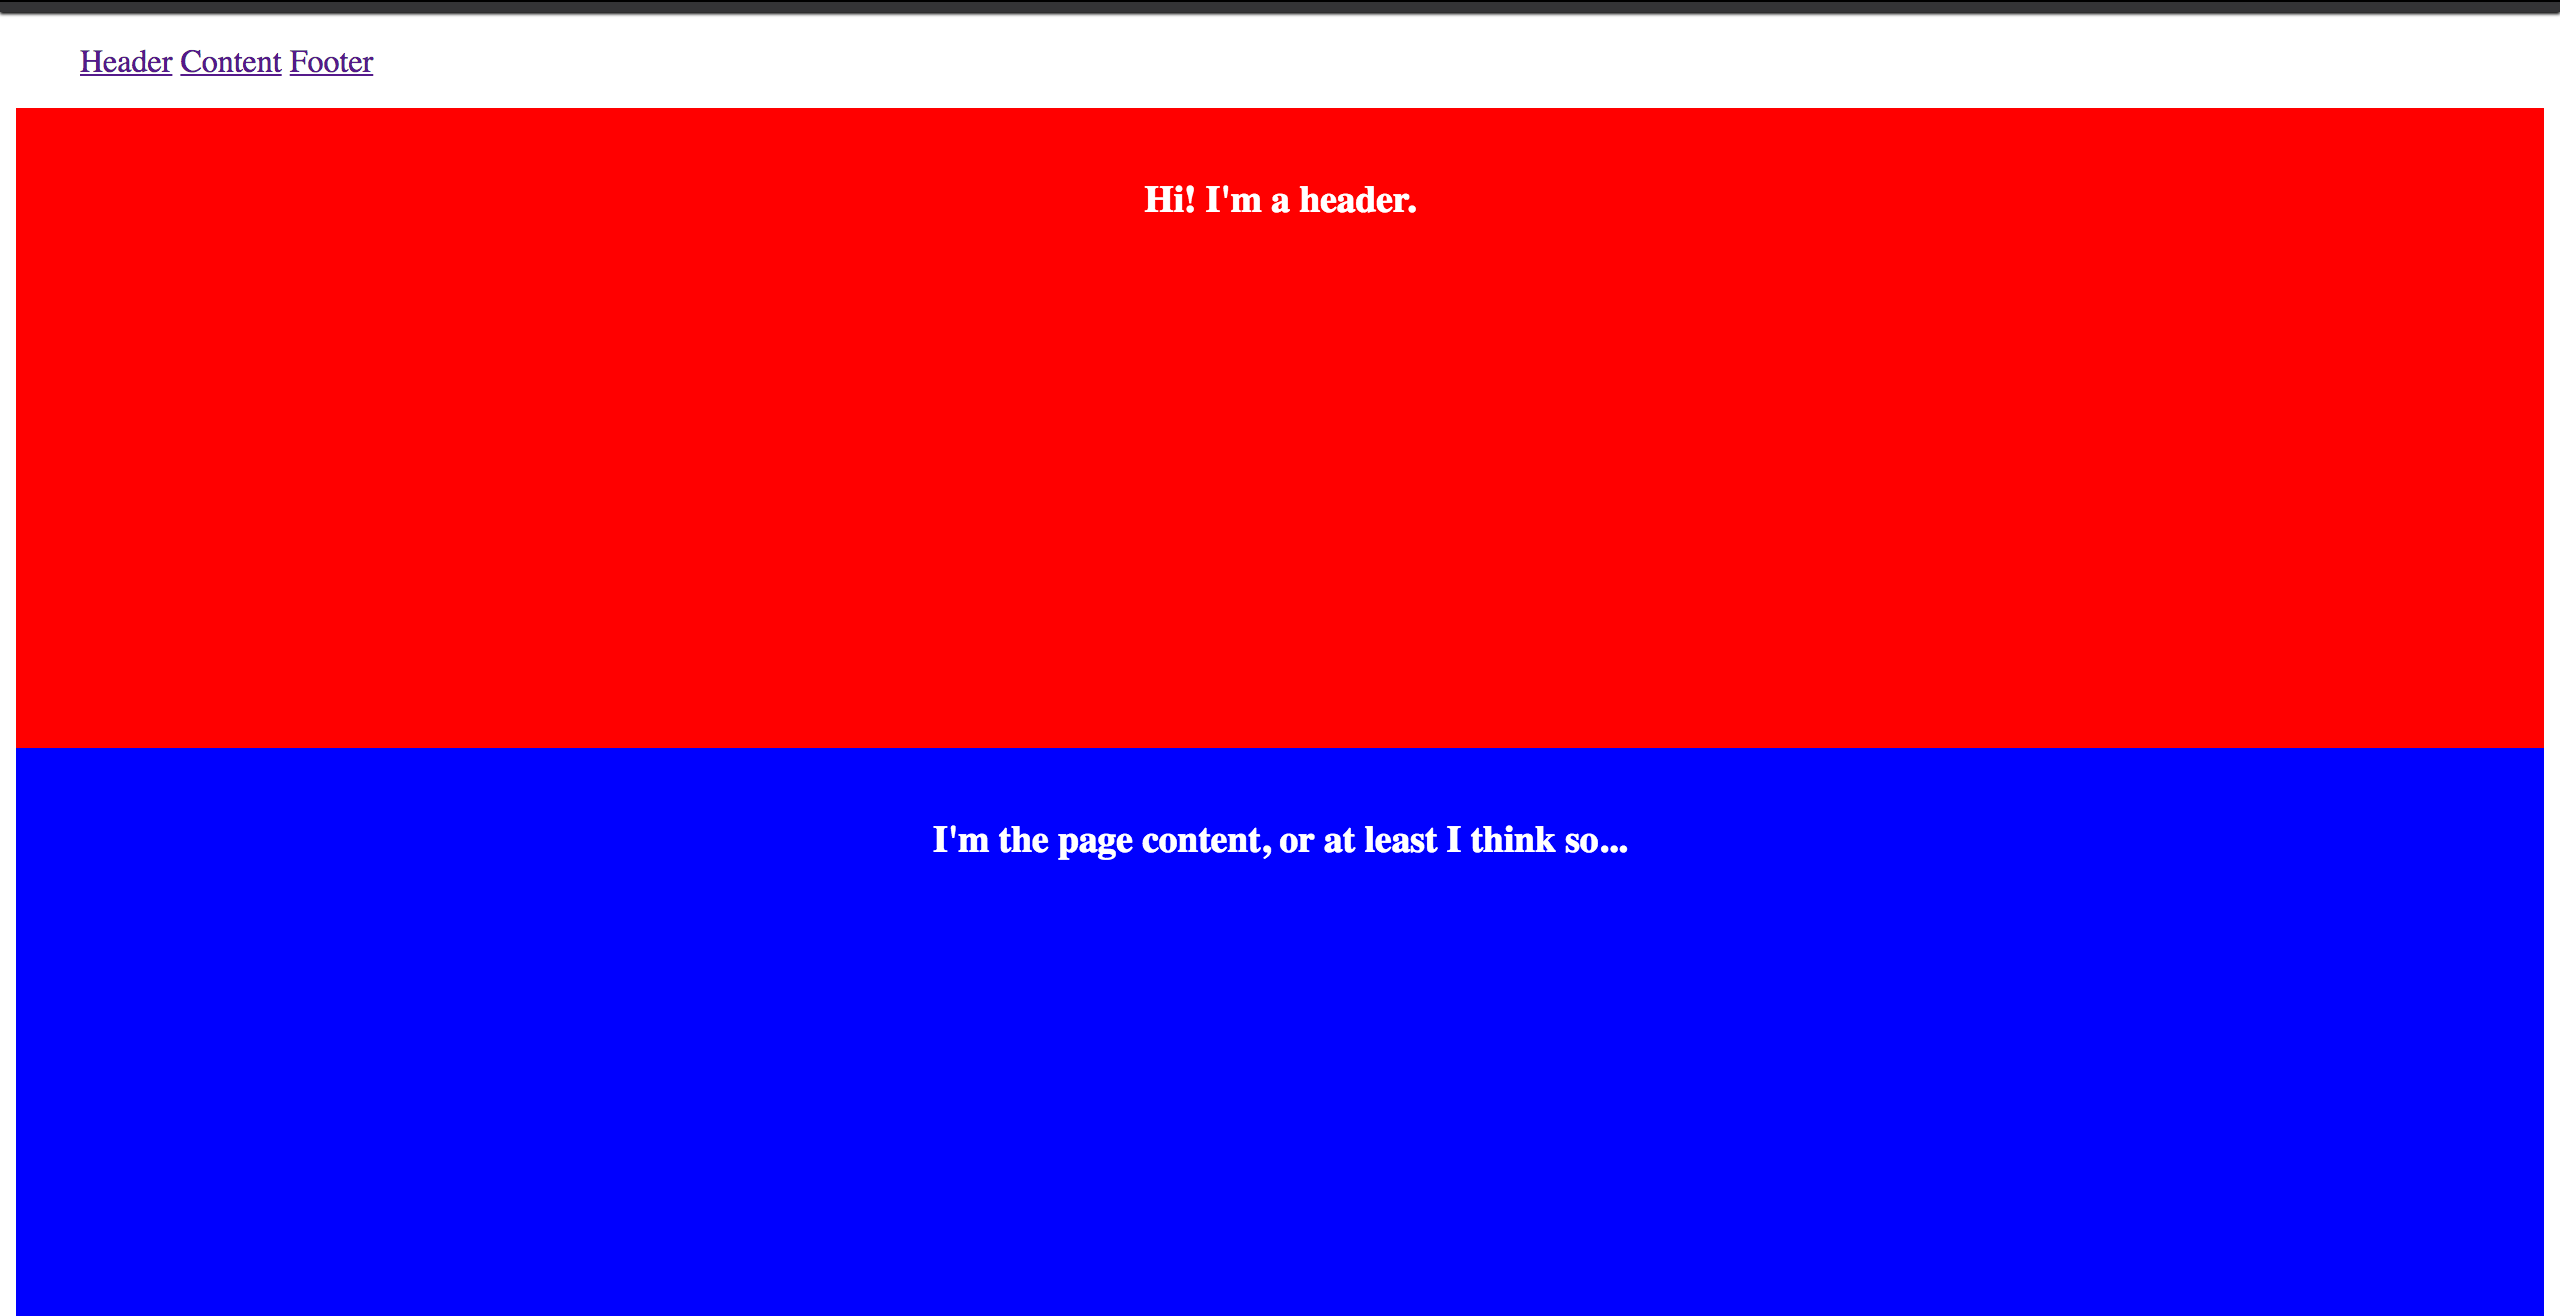 Header Content Footer
Hi! I'm a header.
I'm the page content, or at least I think so...